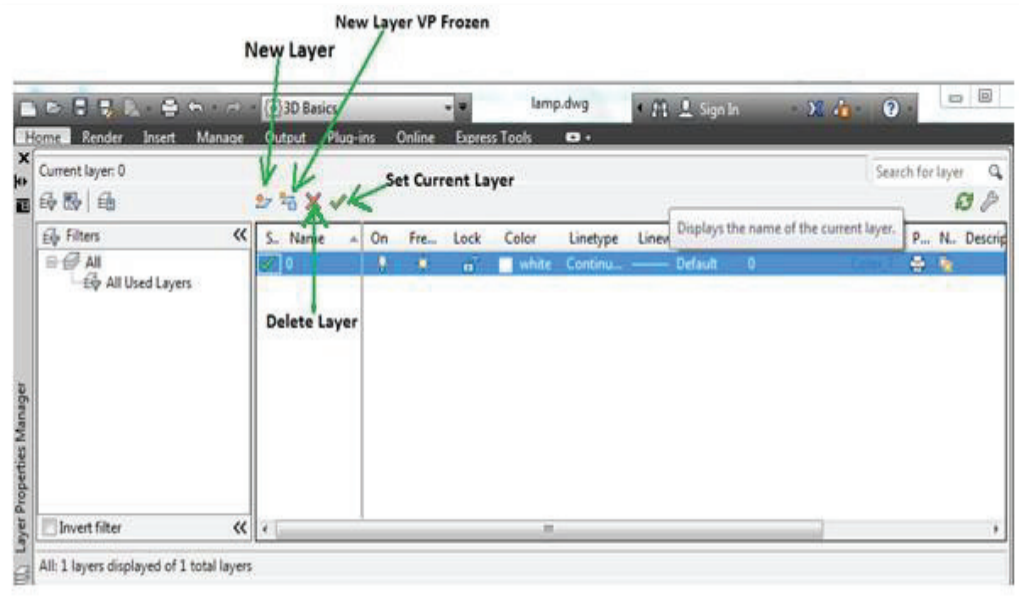 New Layer VP Frozen
New Layer
3D Basics
lamp.dwg
Sign In
Home Render Insert Manage Output Plug-ins Online Express Tools
Current layer: 0
Search for layer
Set Current Layer
Displays the name of the current layer.
Filters
S.. Name On Fre... Lock Color Linetype Linew P... N.. Descrip
All
0 white Continu... Default 0
All Used Layers
Delete Layer
Layer Properties Manager
Invert filter
All: 1 layers displayed of 1 total layers